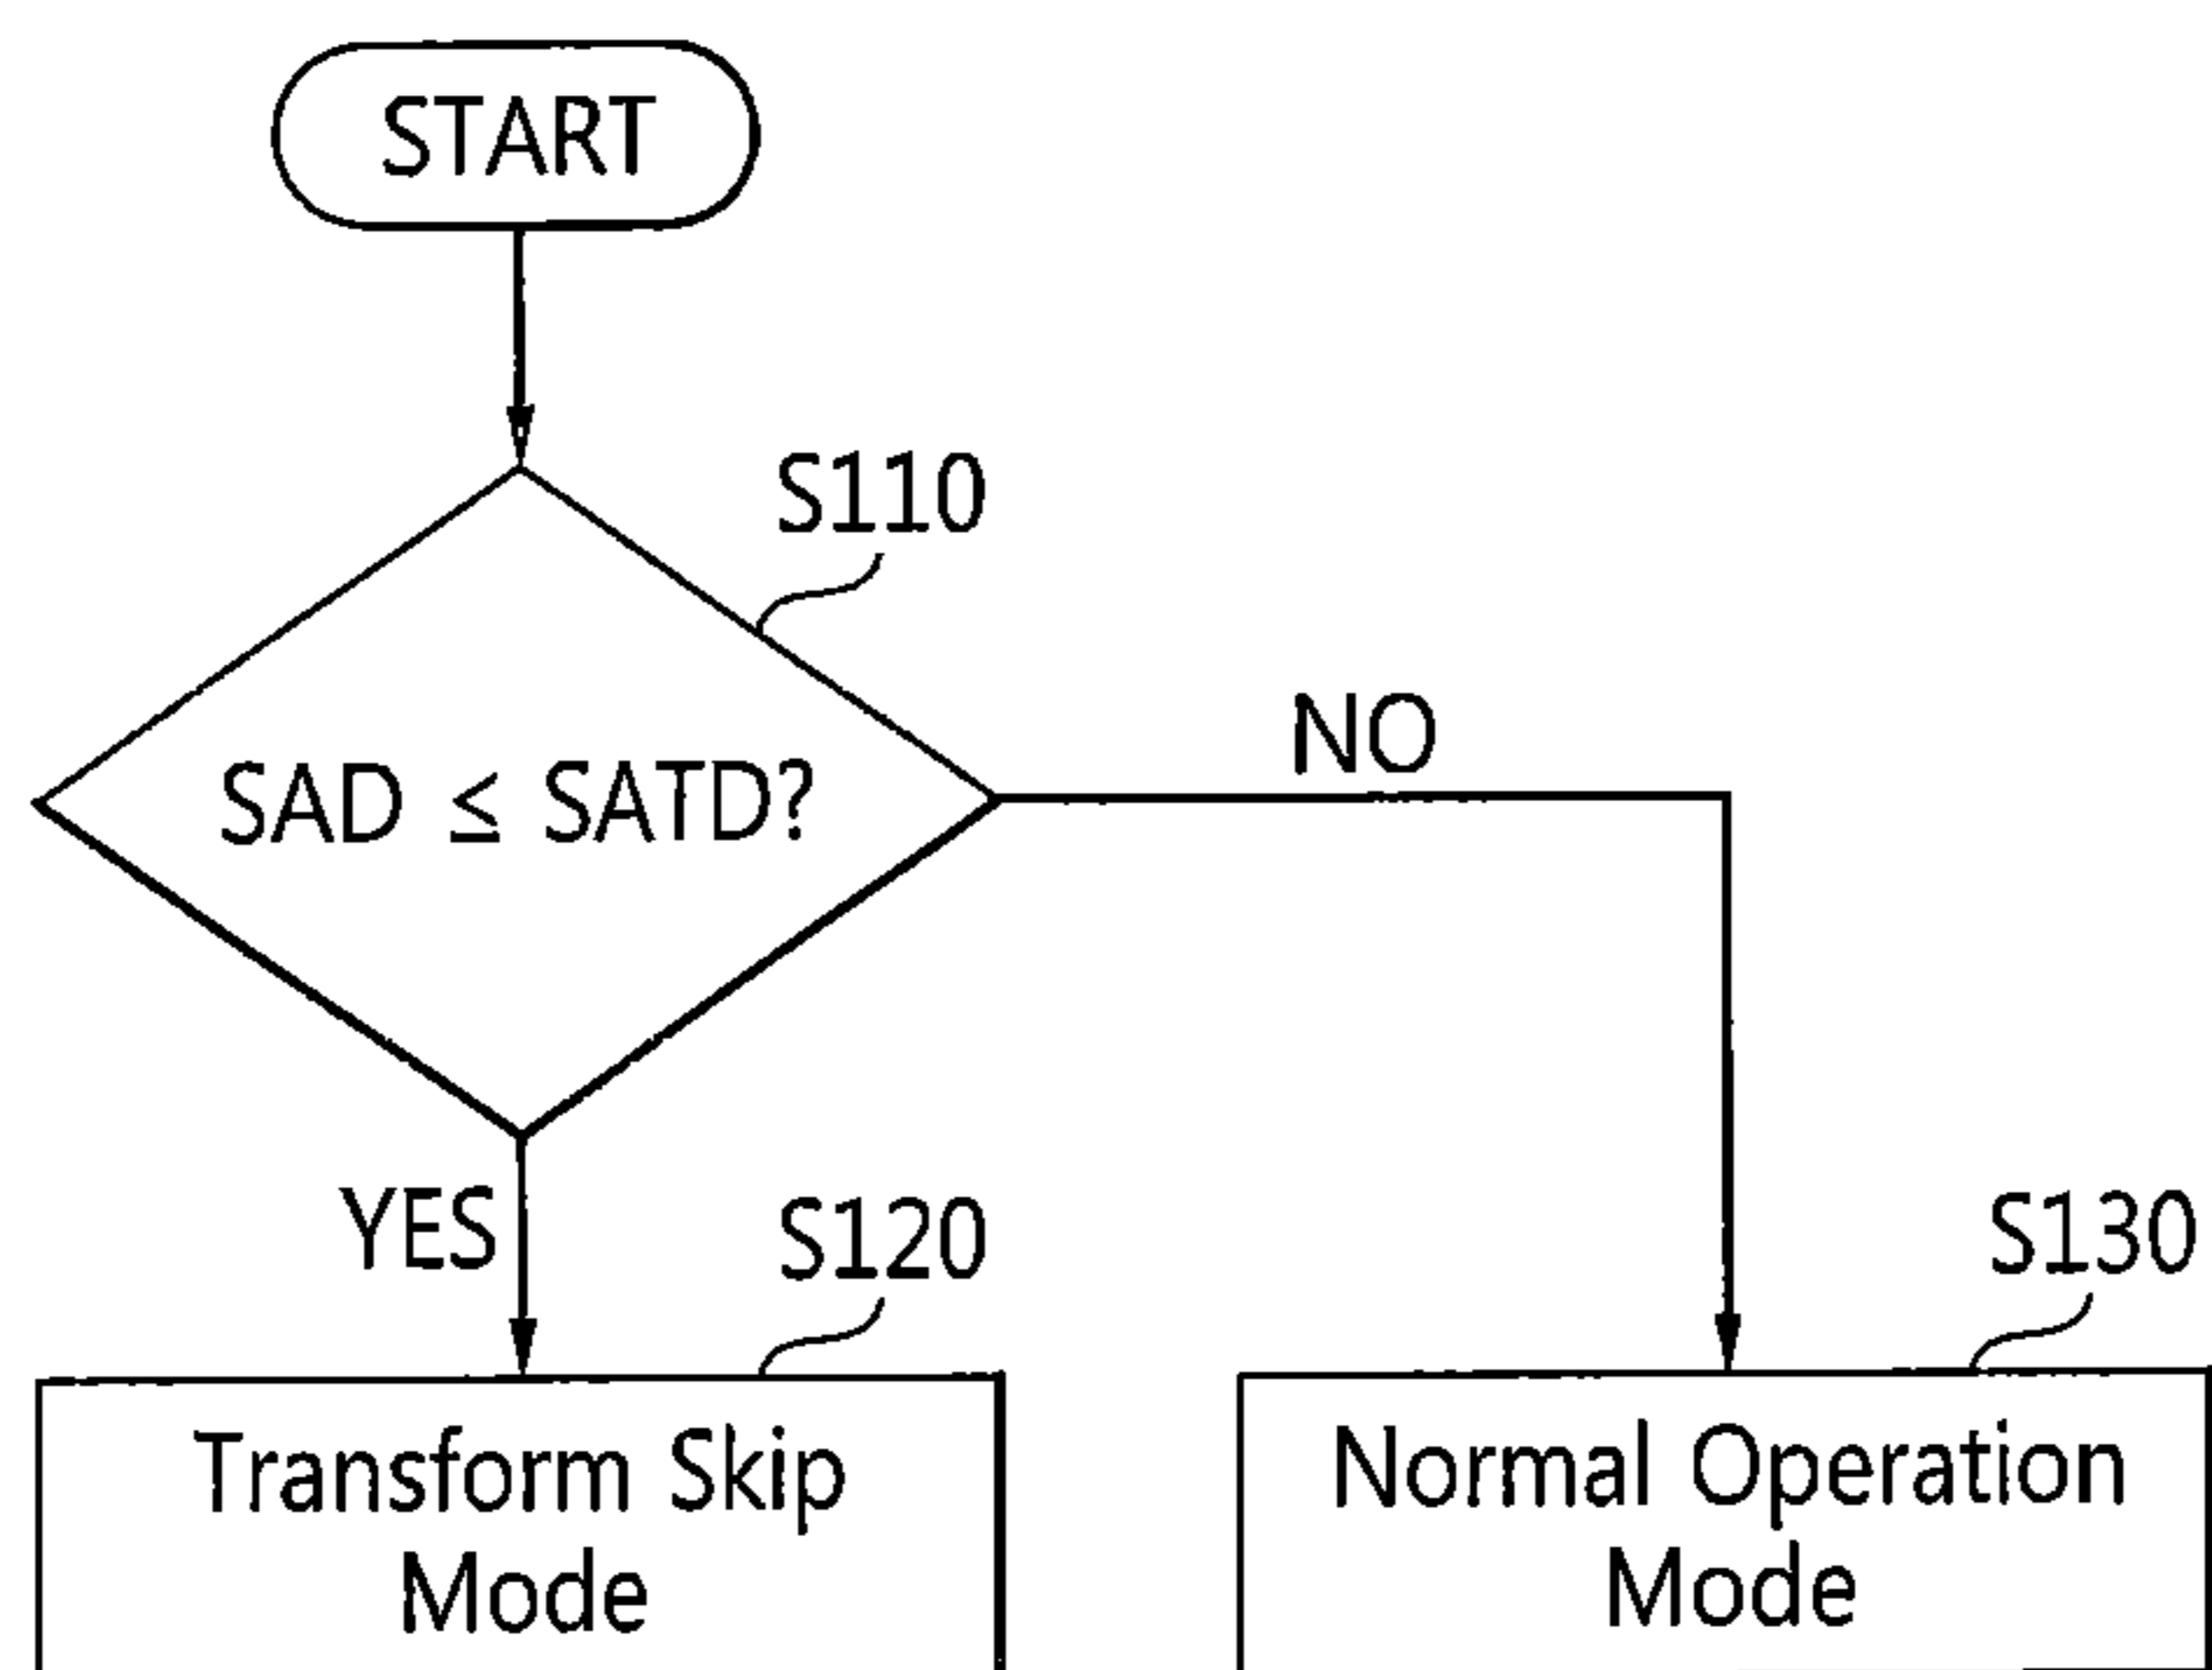 START
S110
SAD ≤ SATD?
NO
YES
S120
S130
Transform Skip
Mode
Normal Operation
Mode